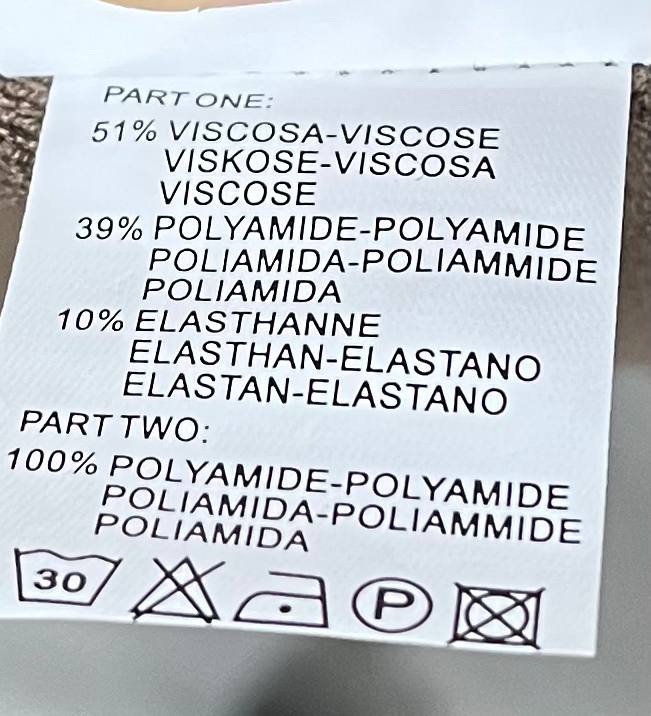 PART ONE:
51% VISCOSA-VISCOSE
VISKOSE-VISCOSA
VISCOSE
39% POLYAMIDE-POLYAMIDE
POLIAMIDA-POLIAMMIDE
POLIAMIDA
10% ELASTHANNE
ELASTHAN-ELASTANO
ELASTAN-ELASTANO
PART TWO:
100% POLYAMIDE-POLYAMIDE
POLIAMIDA-POLIAMMIDE
POLIAMIDA
30 P